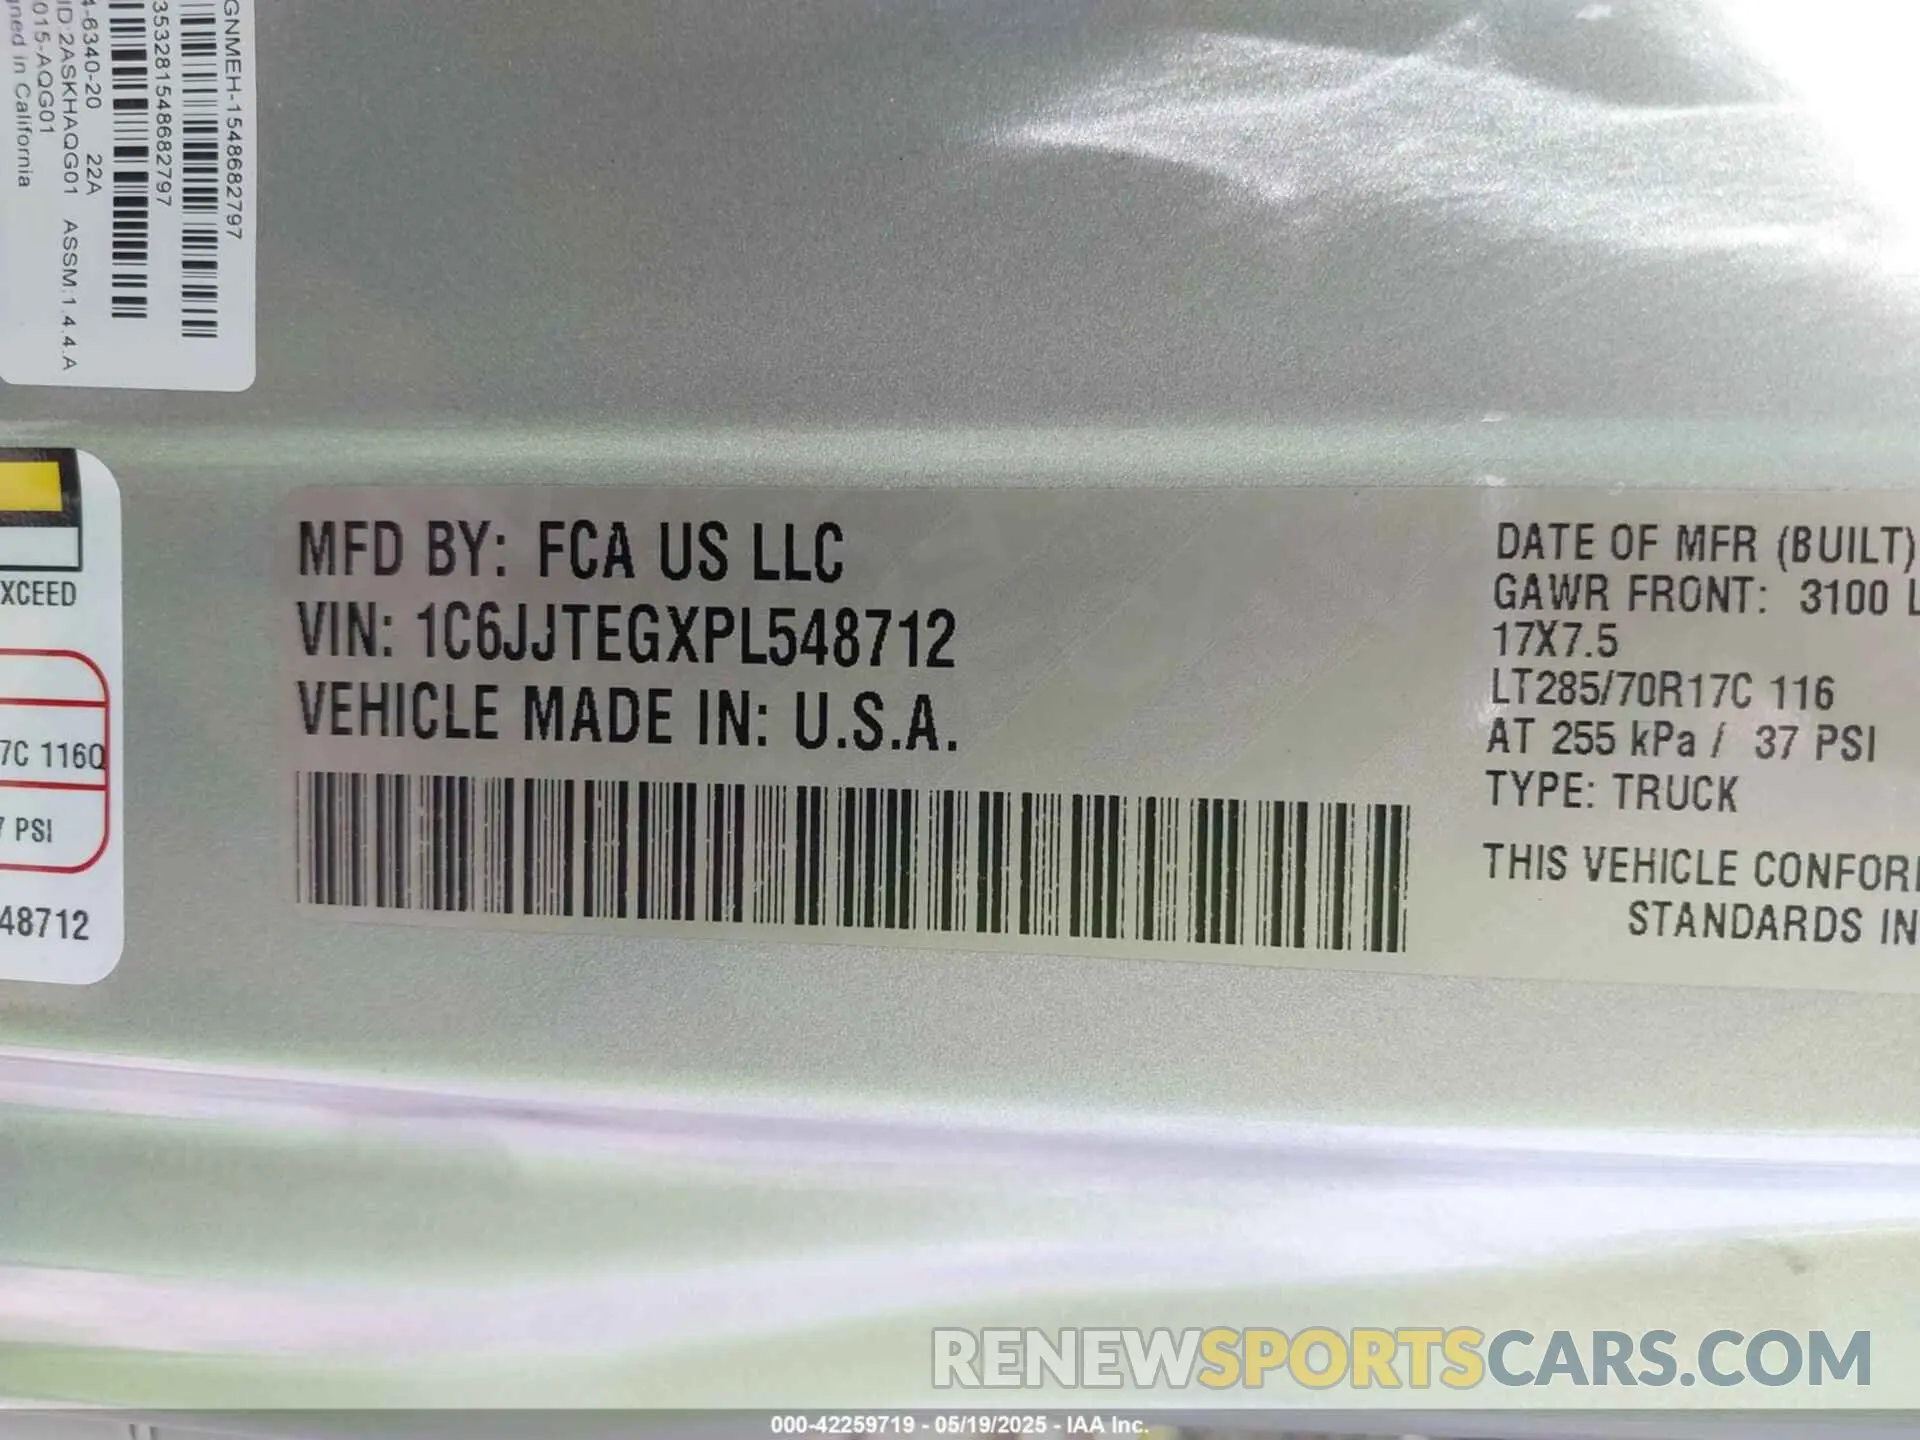 GNMEH-1548682797
353281548682797
4-6340-20 22A
ID:2ASKHAQG01 ASSM:1.4.4.A
015-AQG01
gned in California
XCEED
7C 116Q
7 PSI
48712
MFD BY: FCA US LLC
VIN: 1C6JJTEGXPL548712
VEHICLE MADE IN: U.S.A.
DATE OF MFR (BUILT)
GAWR FRONT: 3100 L
17X7.5
LT285/70R17C 116
AT 255 kPa / 37 PSI
TYPE: TRUCK
THIS VEHICLE CONFOR
STANDARDS IN
RENEWSPORTSCARS.COM
000-42259719 - 05/19/2025 - IAA Inc.